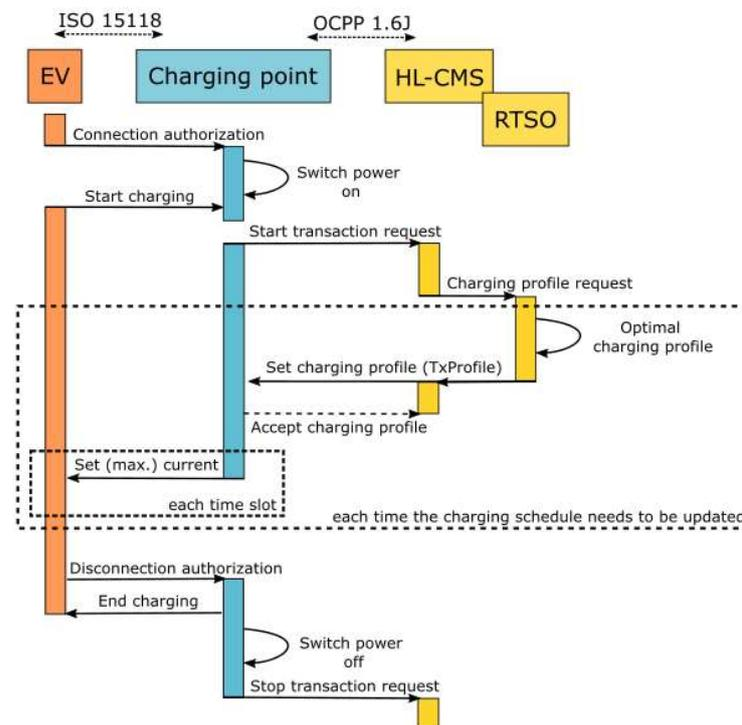 ISO 15118
OCPP 1.6J
EV
Charging point
HL-CMS
RTSO
Connection authorization
Switch power
on
Start charging
Start transaction request
Charging profile request
Optimal
charging profile
Set charging profile (TxProfile)
Accept charging profile
Set (max.) current
each time slot
each time the charging schedule needs to be updated
Disconnection authorization
End charging
Switch power
off
Stop transaction request